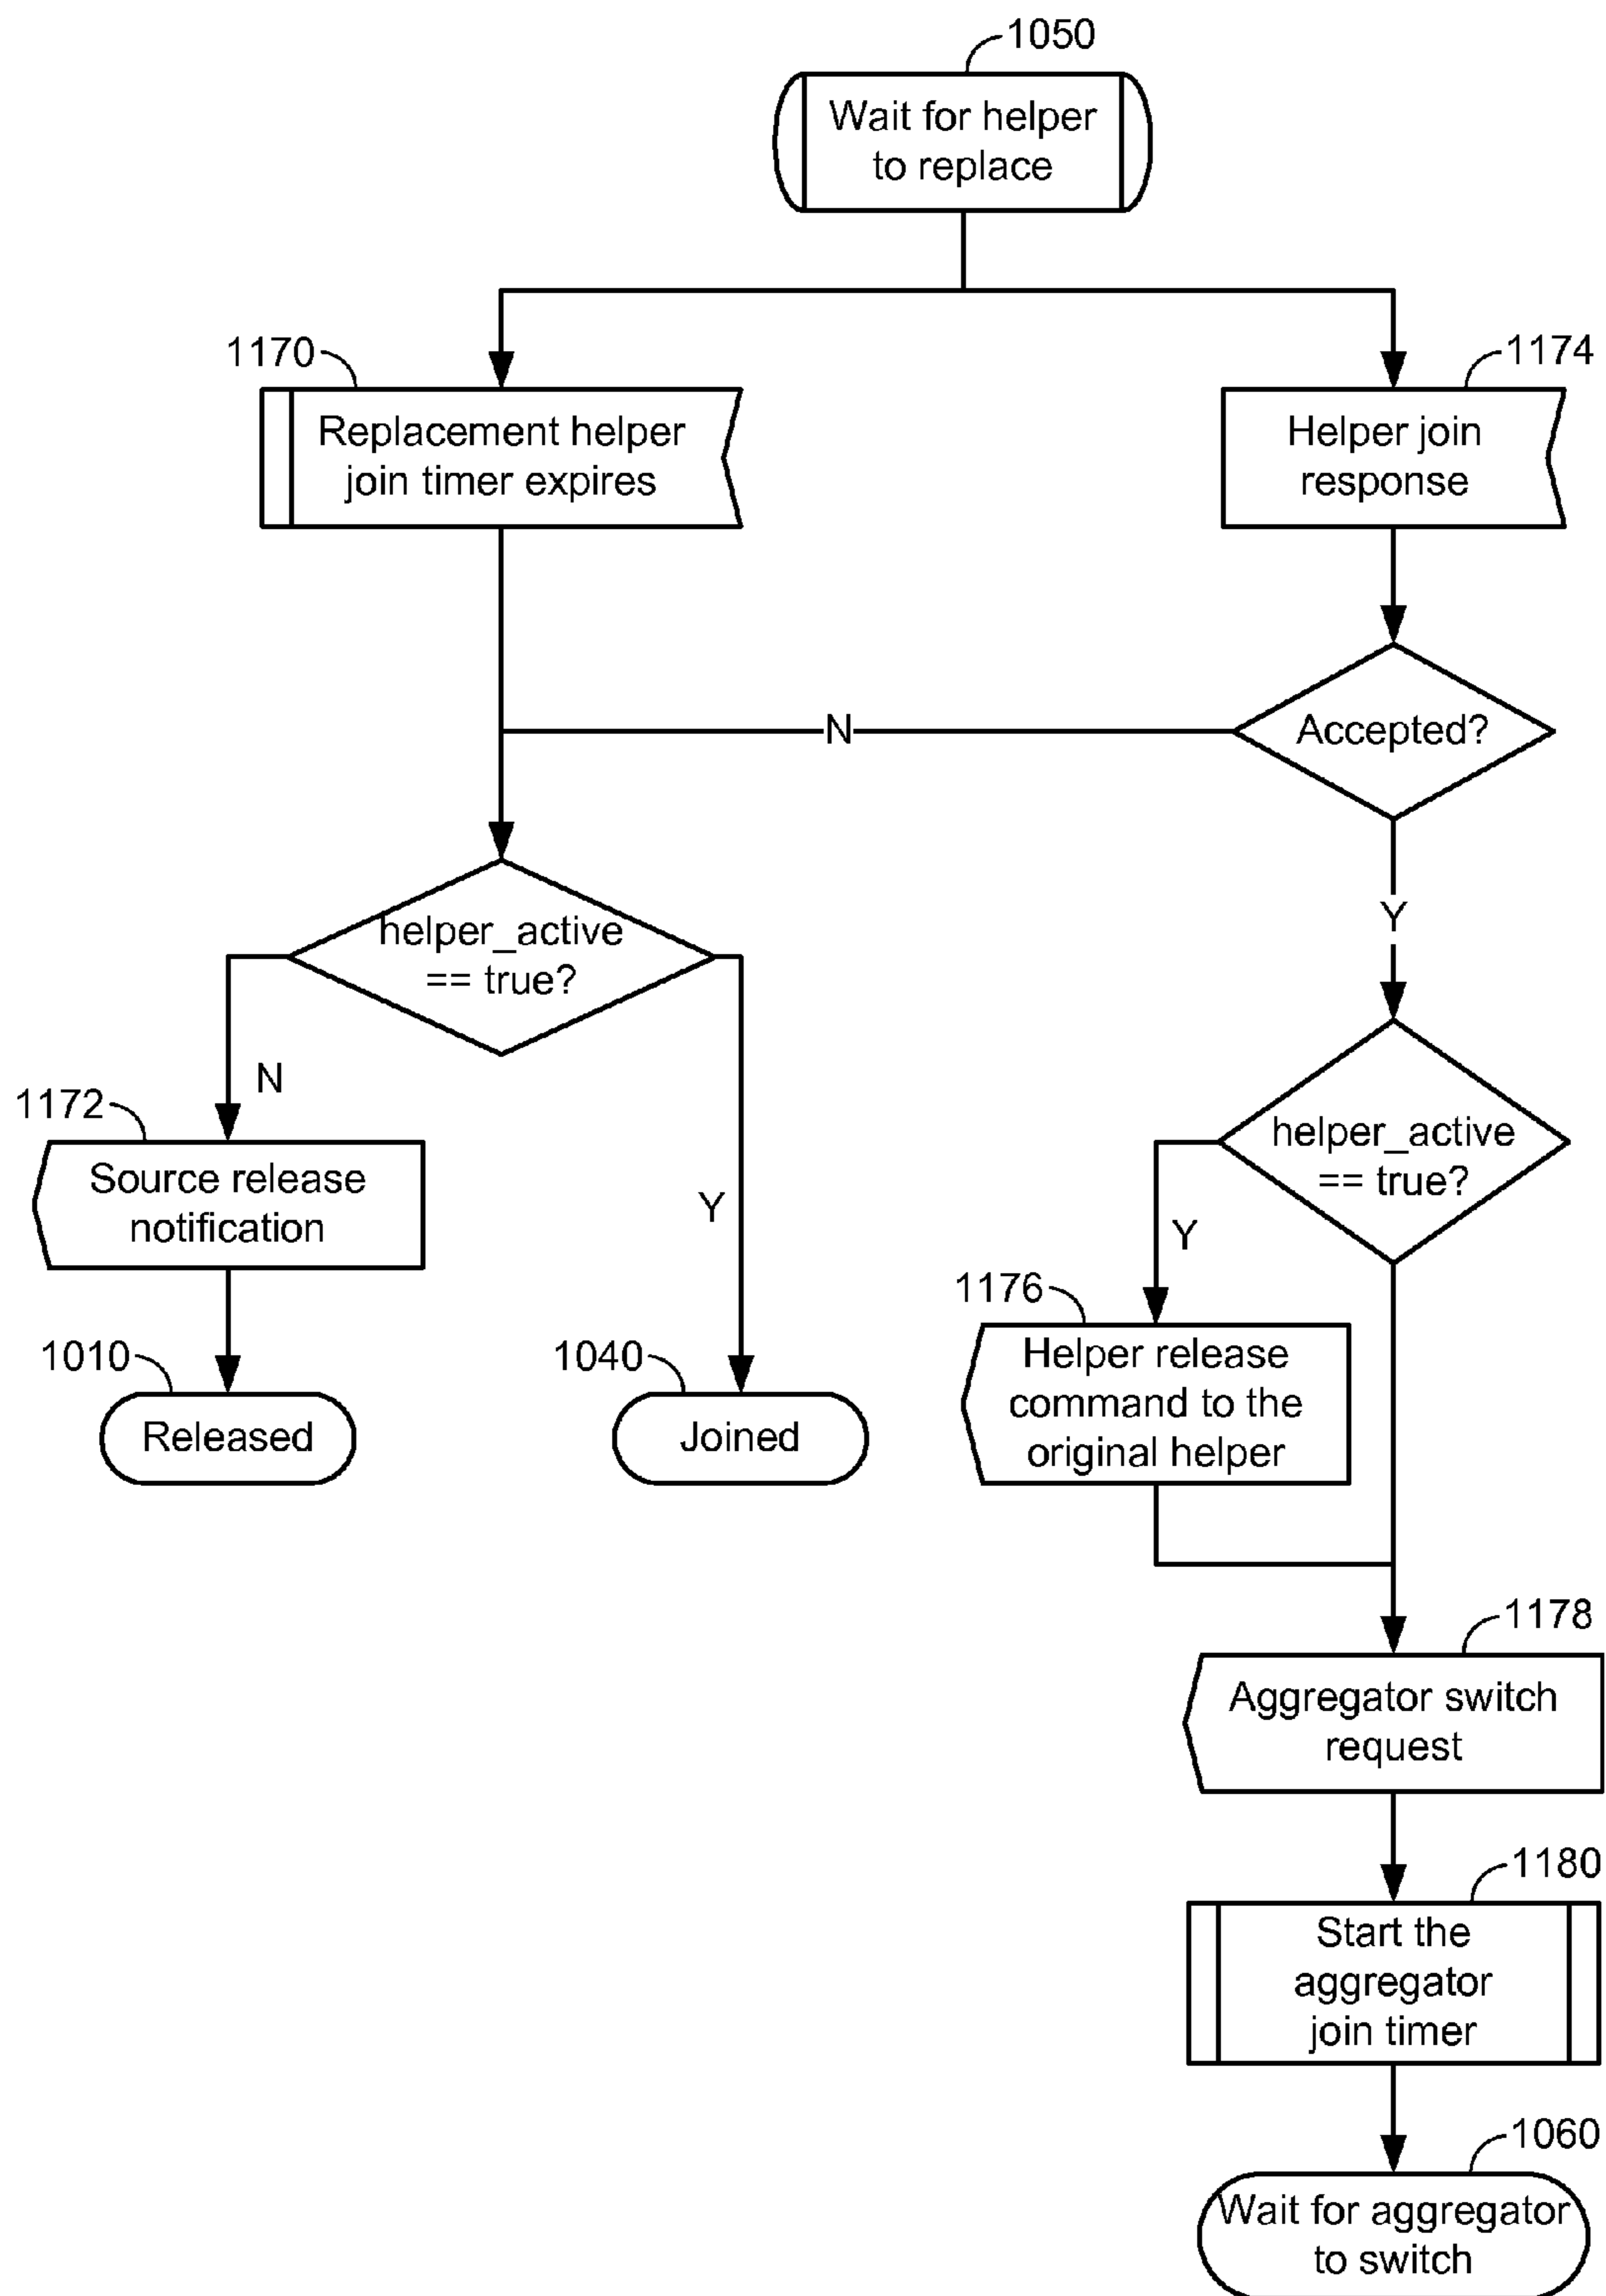 1050
Wait for helper
to replace
1170
Replacement helper
join timer expires
1174
Helper join
response
N
Accepted?
Y
helper_active
== true?
N
Y
1172
Source release
notification
1010
Released
1040
Joined
helper_active
== true?
Y
1176
Helper release
command to the
original helper
1178
Aggregator switch
request
1180
Start the
aggregator
join timer
1060
Wait for aggregator
to switch